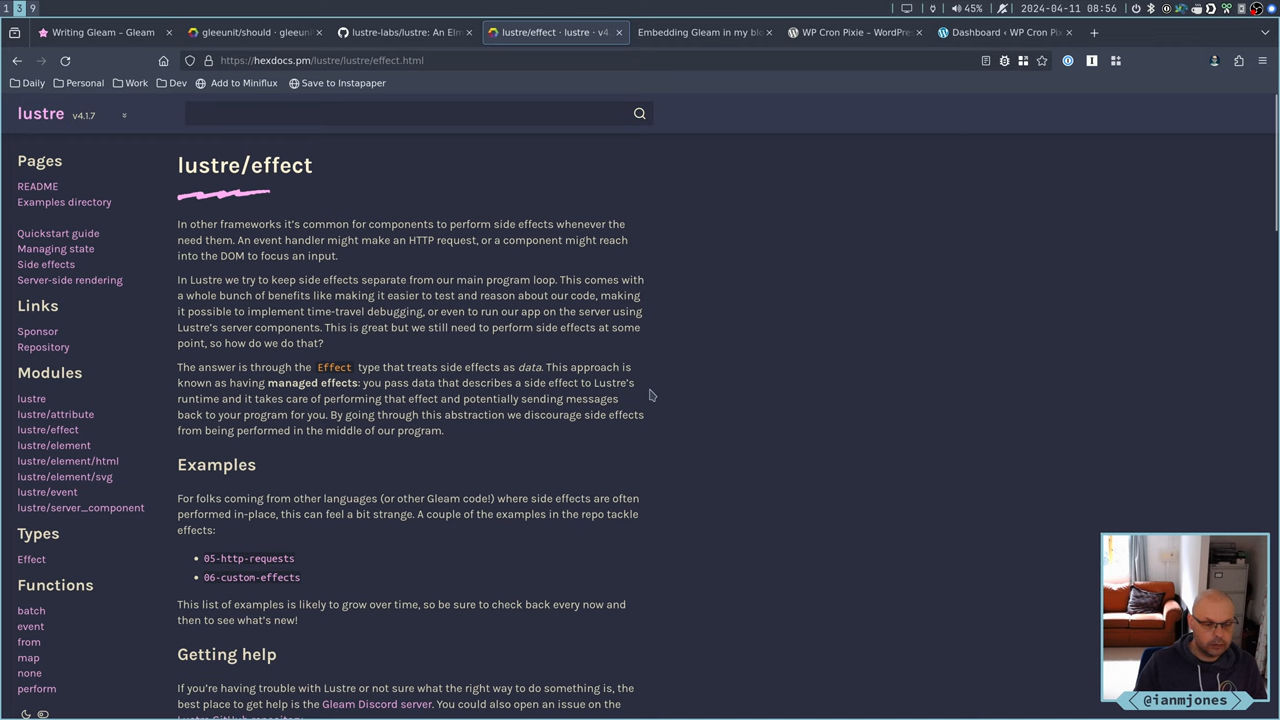 1 3 9
45% 2024-04-11 08:56
Writing Gleam – Gleam
gleeunit/should · gleeuni
lustre-labs/lustre: An Elm
lustre/effect · lustre · v4.
Embedding Gleam in my blo
WP Cron Pixie – WordPres
Dashboard ‹ WP Cron Pix
https://hexdocs.pm/lustre/lustre/effect.html
Daily Personal Work Dev Add to Miniflux Save to Instapaper
lustre v4.1.7
Pages
README
Examples directory
Quickstart guide
Managing state
Side effects
Server-side rendering
Links
Sponsor
Repository
Modules
lustre
lustre/attribute
lustre/effect
lustre/element
lustre/element/html
lustre/element/svg
lustre/event
lustre/server_component
Types
Effect
Functions
batch
event
from
map
none
perform
lustre/effect
In other frameworks it's common for components to perform side effects whenever the
need them. An event handler might make an HTTP request, or a component might reach
into the DOM to focus an input.
In Lustre we try to keep side effects separate from our main program loop. This comes with
a whole bunch of benefits like making it easier to test and reason about our code, making
it possible to implement time-travel debugging, or even to run our app on the server using
Lustre's server components. This is great but we still need to perform side effects at some
point, so how do we do that?
The answer is through the Effect type that treats side effects as data. This approach is
known as having managed effects: you pass data that describes a side effect to Lustre's
runtime and it takes care of performing that effect and potentially sending messages
back to your program for you. By going through this abstraction we discourage side effects
from being performed in the middle of our program.
Examples
For folks coming from other languages (or other Gleam code!) where side effects are often
performed in-place, this can feel a bit strange. A couple of the examples in the repo tackle
effects:
• 05-http-requests
• 06-custom-effects
This list of examples is likely to grow over time, so be sure to check back every now and
then to see what's new!
Getting help
If you're having trouble with Lustre or not sure what the right way to do something is, the
best place to get help is the Gleam Discord server. You could also open an issue on the
Lustre GitHub repository.
@ianmjones